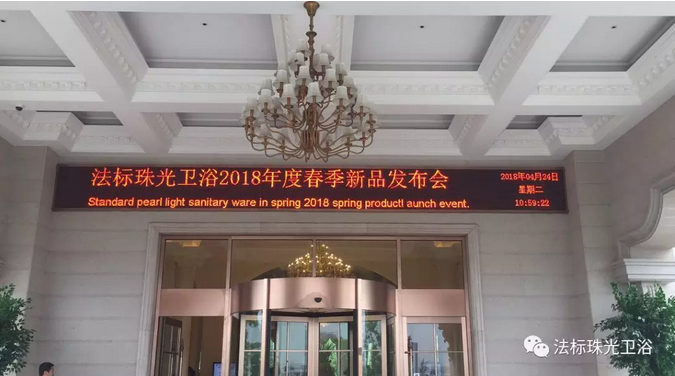 法标珠光卫浴2018年度春季新品发布会
Standard pearl light sanitary ware in spring 2018 spring product! aunch event.
2018年04月24日
星期二
10:59:22
法标珠光卫浴